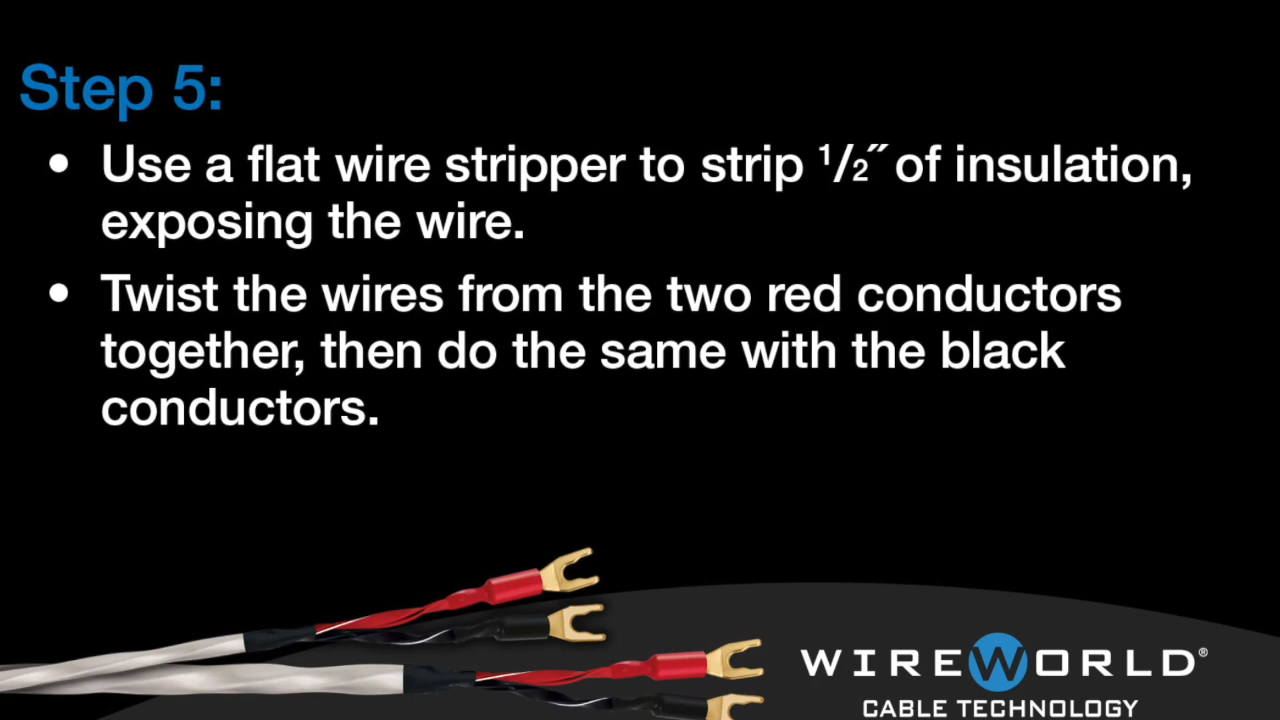 Step 5:
• Use a flat wire stripper to strip ½˝ of insulation,
exposing the wire.
• Twist the wires from the two red conductors
together, then do the same with the black
conductors.
WIREWORLD®
CABLE TECHNOLOGY